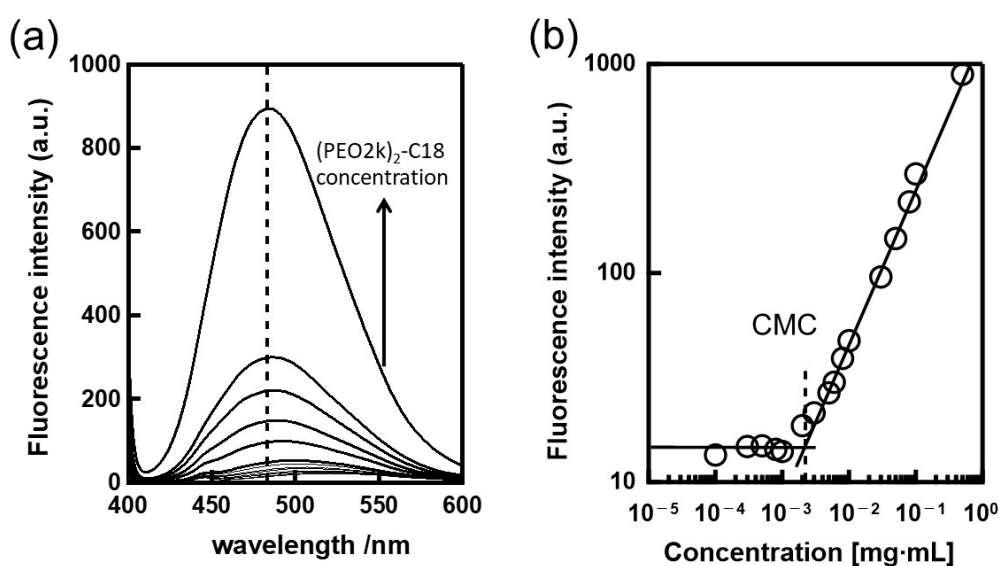 (a)
Fluorescence intensity (a.u.)
1000
800
600
400
200
0
400
450
500
550
600
wavelength /nm
(PEO2k)₂-C18
concentration
(b)
Fluorescence intensity (a.u.)
1000
100
10
10⁻⁵
10⁻⁴
10⁻³
10⁻²
10⁻¹
10⁰
Concentration [mg·mL]
CMC